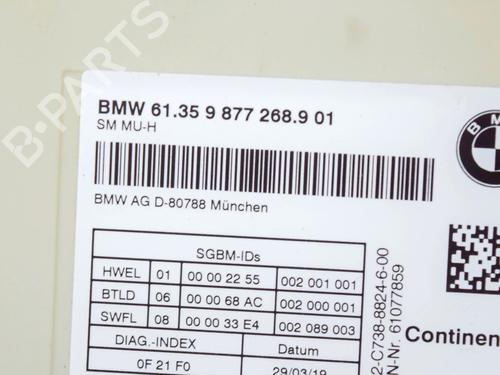 BMW 61.35 9 877 268.9 01
SM MU-H
BMW AG D-80788 München
SGBM-IDs
HWEL 01 00 00 22 55 002 001 001
BTLD 06 00 00 68 AC 002 000 001
SWFL 08 00 00 33 E4 002 089 003
DIAG.-INDEX Datum
0F 21 F0 29/03/19
2-C738-8824-6-00
N-Nr. 61077859
Continen
BM
B-PARTS